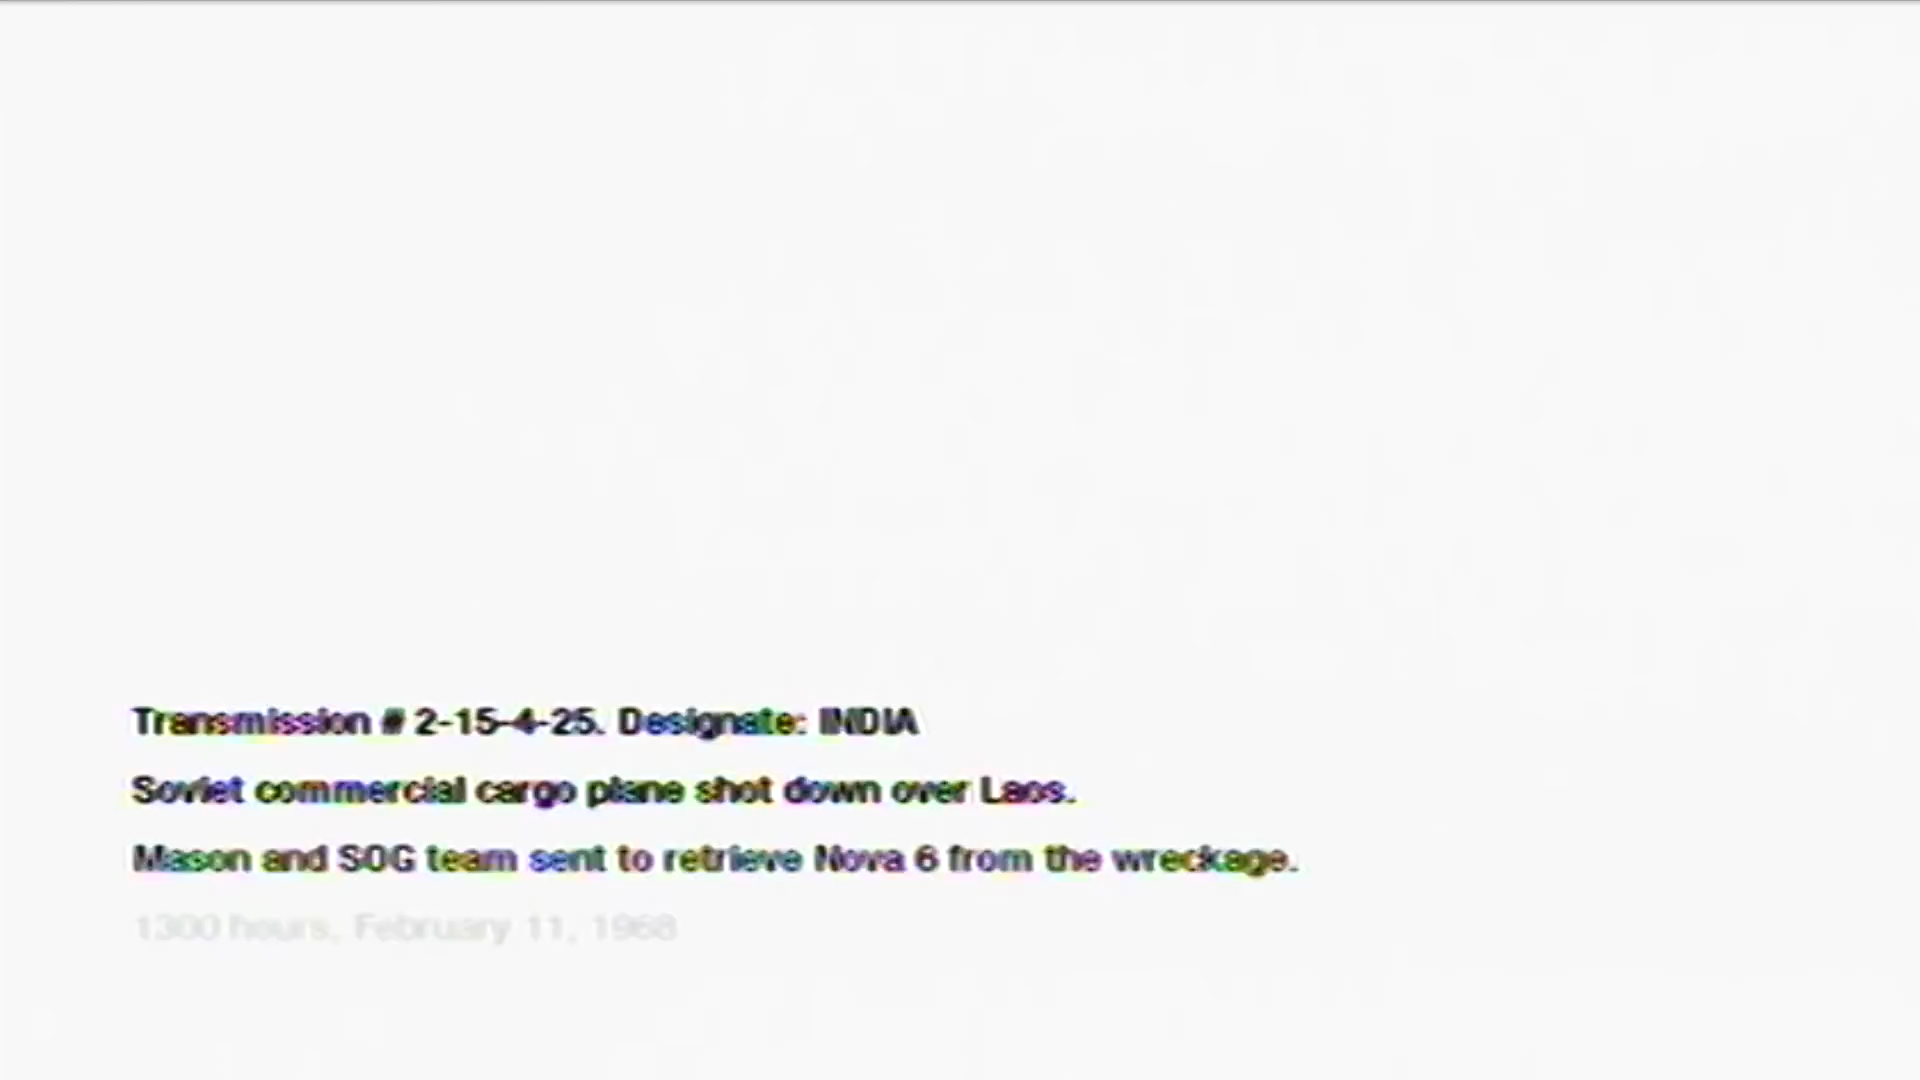 Transmission # 2-15-4-25. Designate: INDIA
Soviet commercial cargo plane shot down over Laos.
Mason and SOG team sent to retrieve Nova 6 from the wreckage.
1300 hours, February 11, 1968